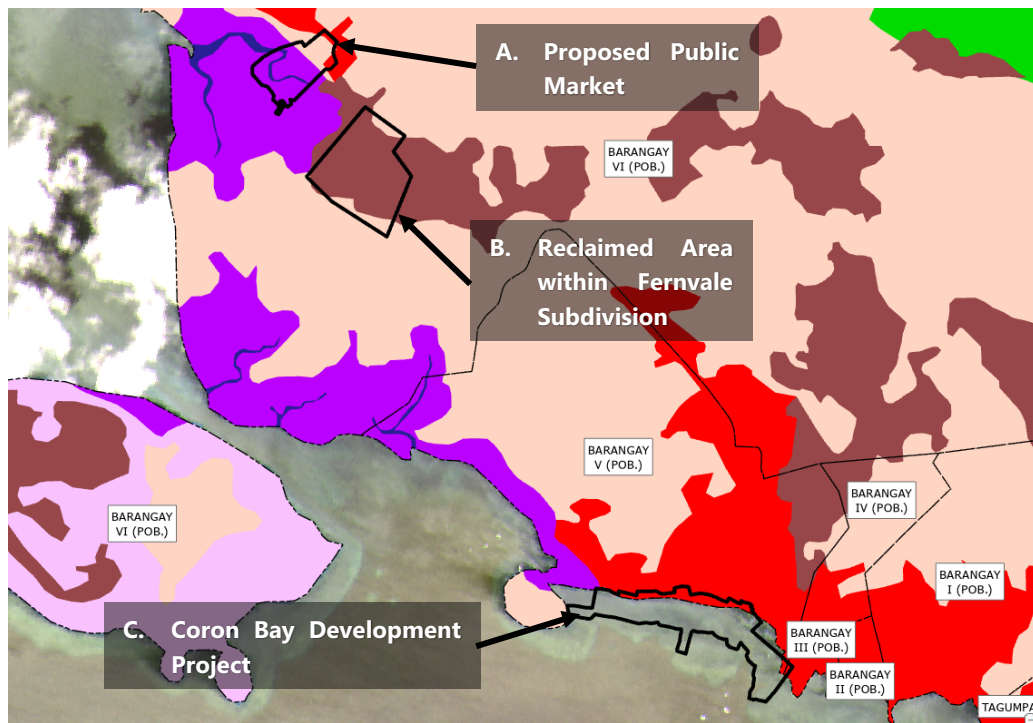 A. Proposed Public
Market
BARANGAY
VI (POB.)
B. Reclaimed Area
within Fernvale
Subdivision
BARANGAY
V (POB.)
BARANGAY
IV (POB.)
BARANGAY
VI (POB.)
BARANGAY
I (POB.)
C. Coron Bay Development
Project
BARANGAY
III (POB.)
BARANGAY
II (POB.)
TAGUMPA